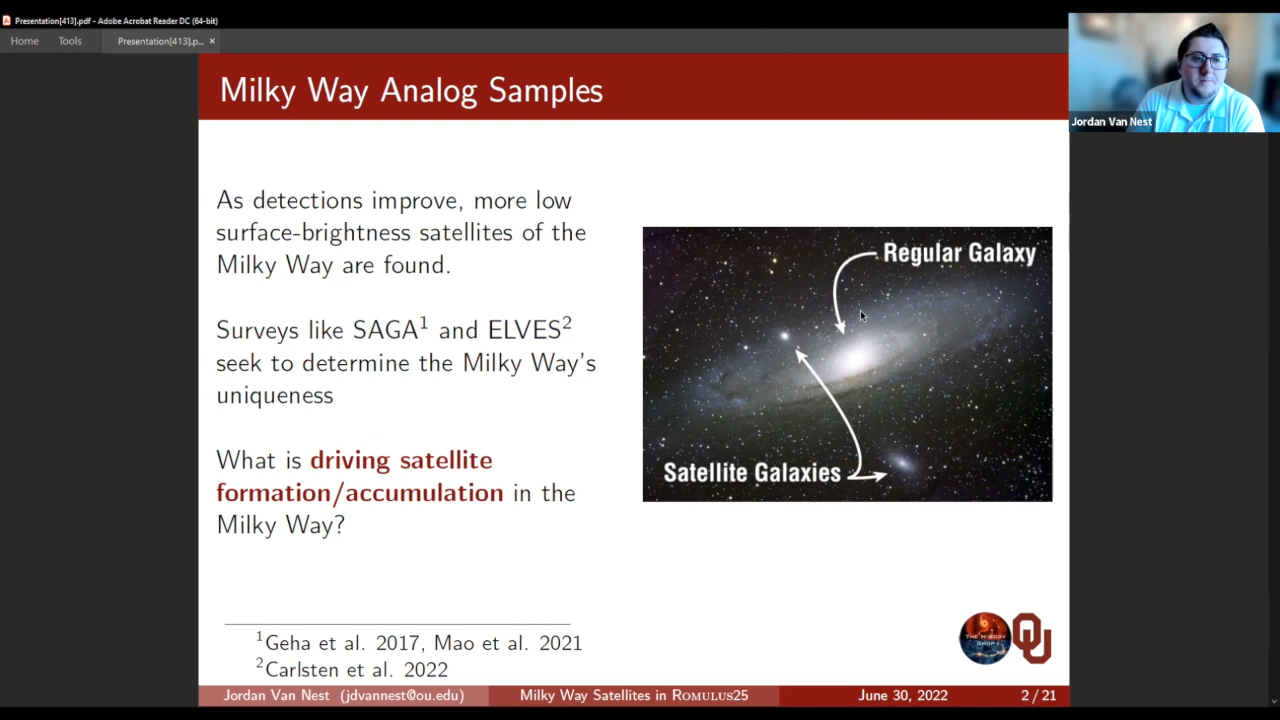 Presentation[413].pdf - Adobe Acrobat Reader DC (64-bit)
Home Tools Presentation[413].p... ×
Jordan Van Nest
Milky Way Analog Samples
As detections improve, more low
surface-brightness satellites of the
Milky Way are found.
Surveys like SAGA¹ and ELVES²
seek to determine the Milky Way's
uniqueness
What is driving satellite
formation/accumulation in the
Milky Way?
Regular Galaxy
Satellite Galaxies
¹Geha et al. 2017, Mao et al. 2021
²Carlsten et al. 2022
THE N-BODY
SHOP
OU
Jordan Van Nest (jdvannest@ou.edu) Milky Way Satellites in ROMULUS25 June 30, 2022 2 / 21